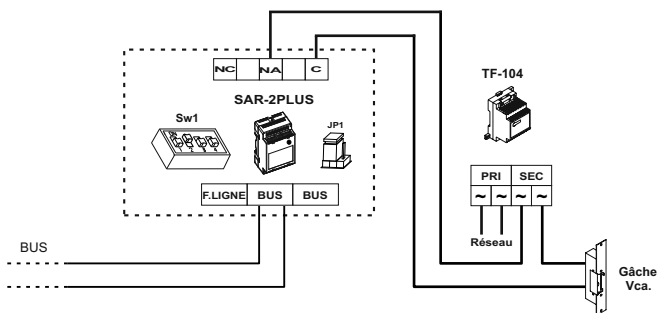 NC NA C
SAR-2PLUS
Sw1
JP1
F.LIGNE BUS BUS
BUS
TF-104
PRI SEC
~ ~ ~ ~
Réseau
Gâche
Vca.